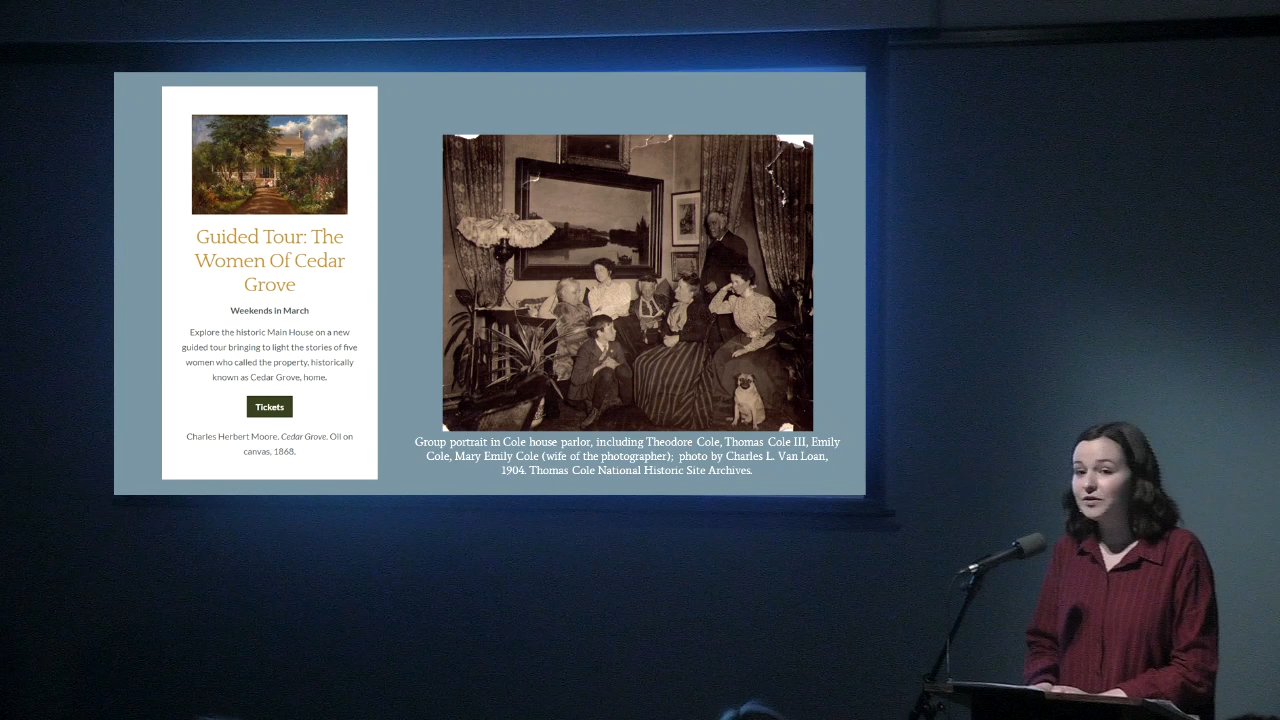 Guided Tour: The
Women Of Cedar
Grove
Weekends in March
Explore the historic Main House on a new
guided tour bringing to light the stories of five
women who called the property, historically
known as Cedar Grove, home.
Tickets
Charles Herbert Moore. Cedar Grove. Oil on
canvas, 1868.
Group portrait in Cole house parlor, including Theodore Cole, Thomas Cole III, Emily
Cole, Mary Emily Cole (wife of the photographer); photo by Charles L. Van Loan,
1904. Thomas Cole National Historic Site Archives.